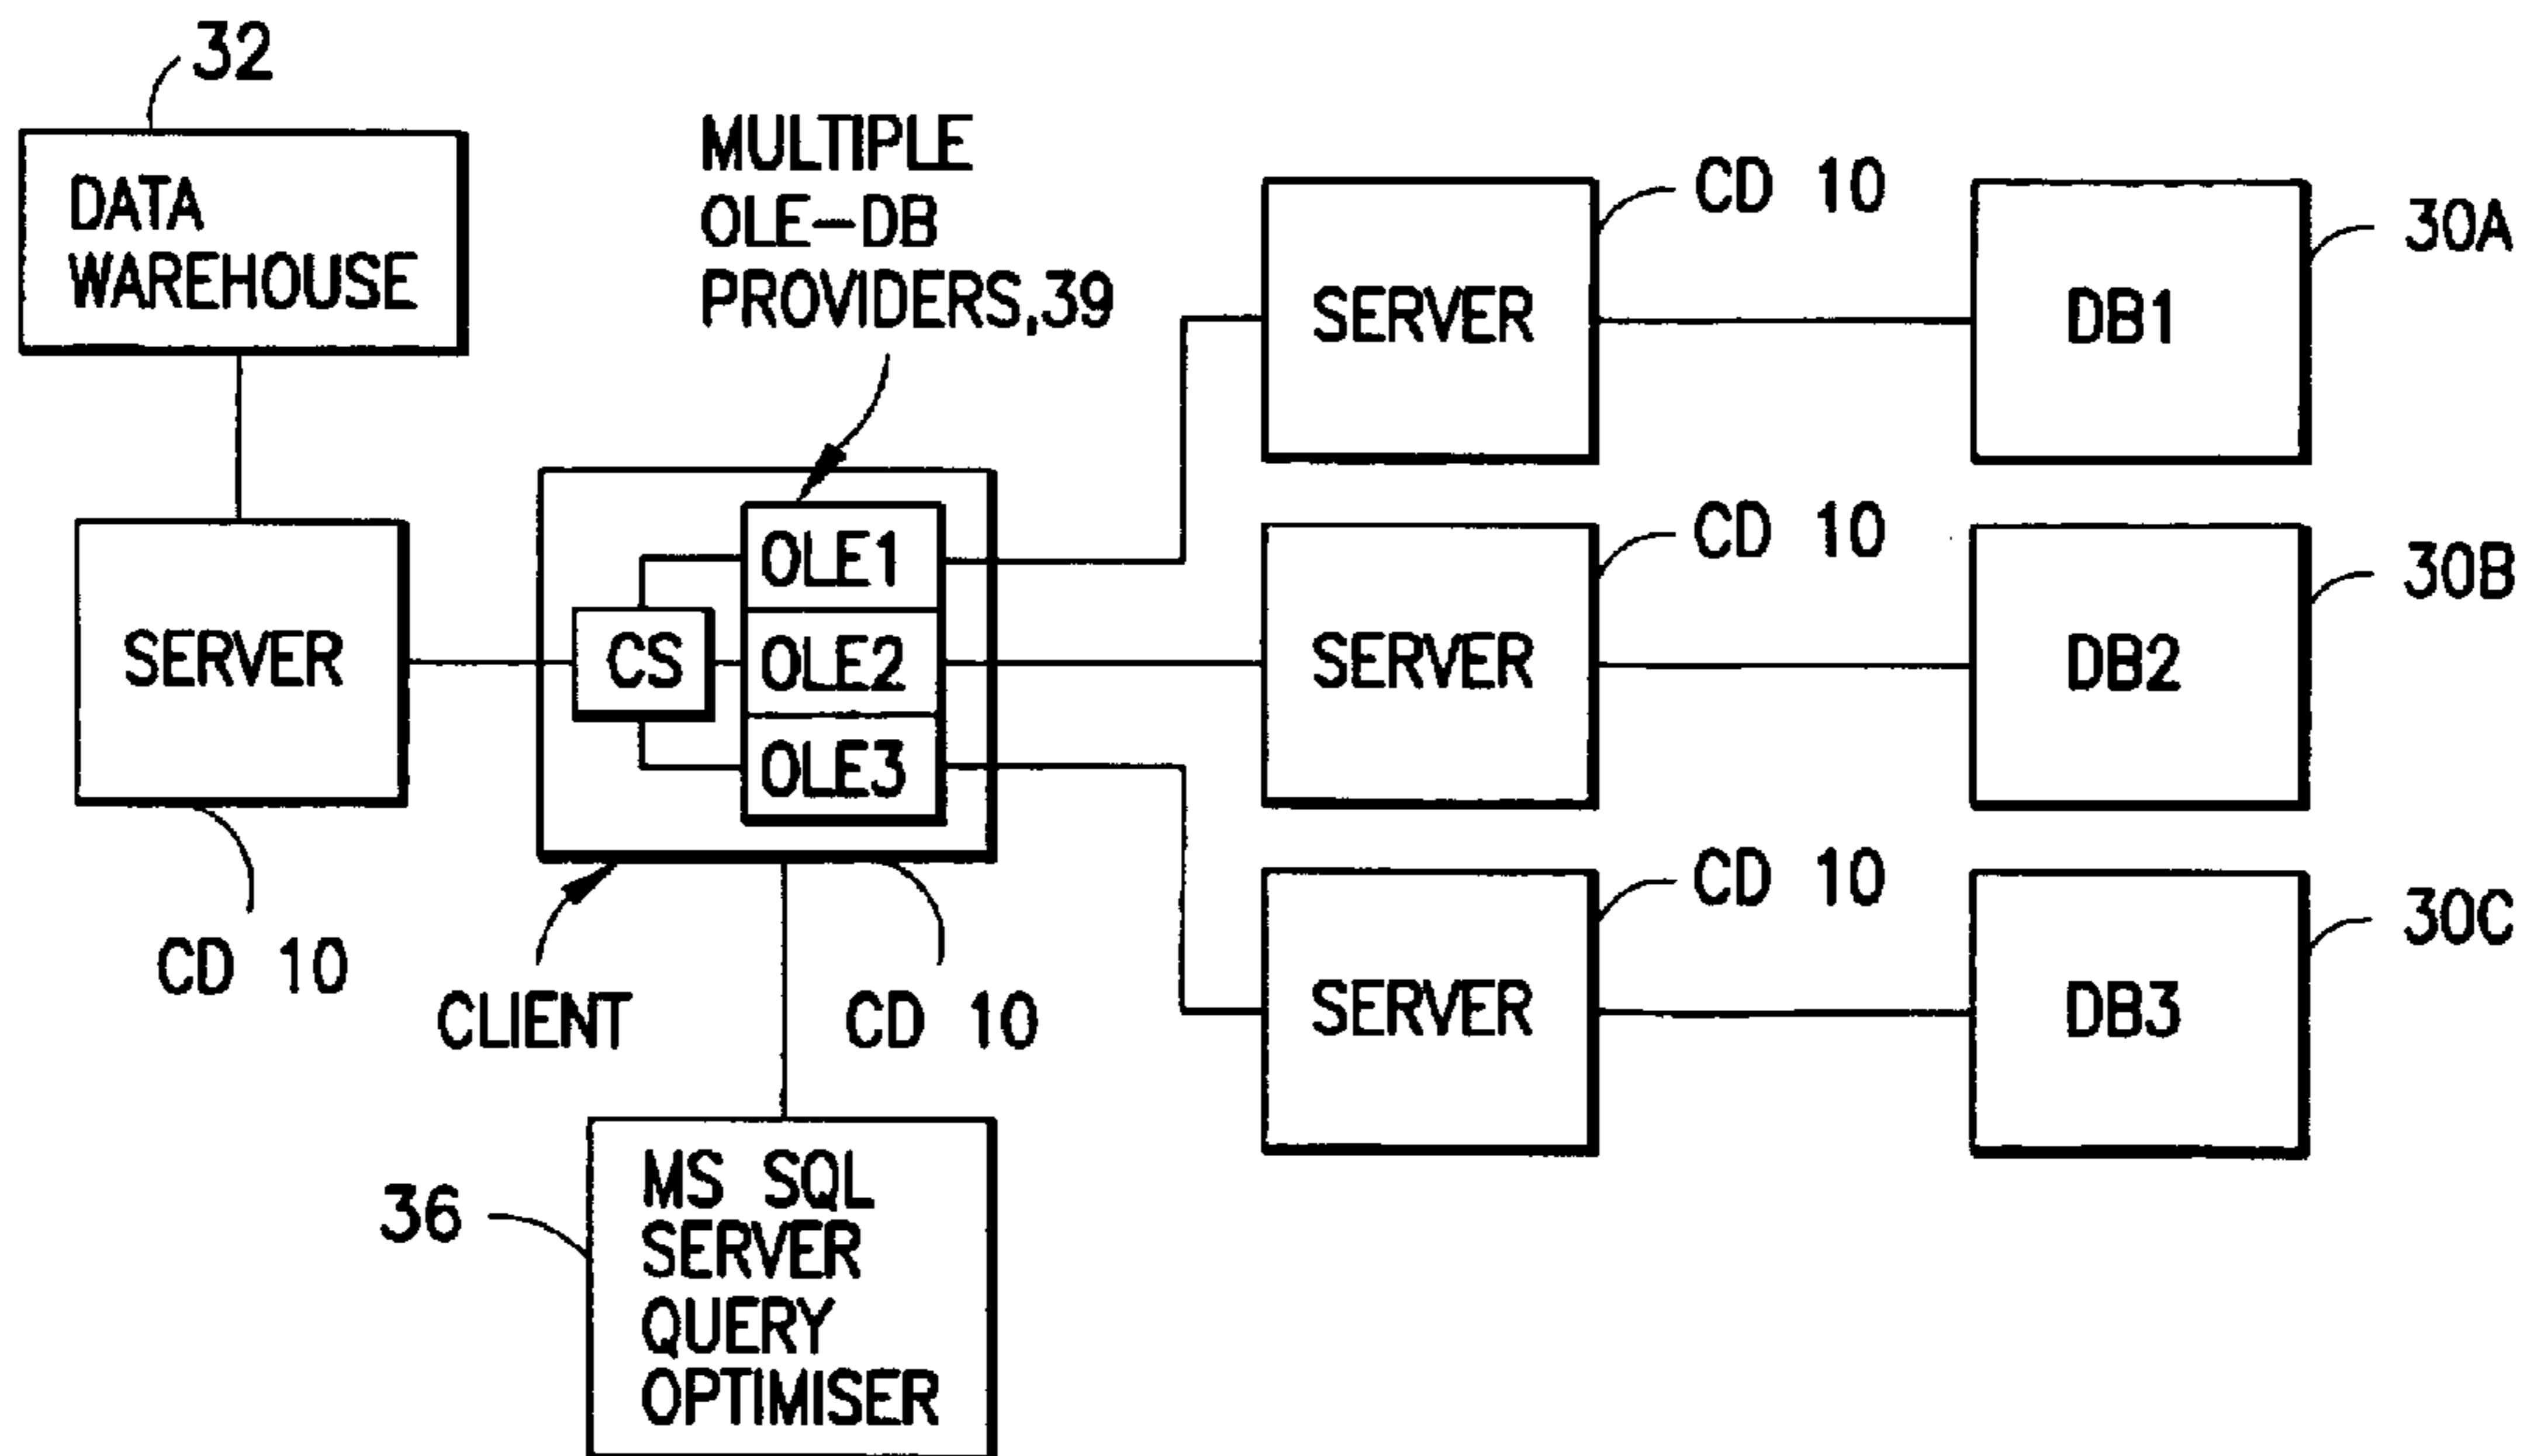 32
DATA
WAREHOUSE
MULTIPLE
OLE-DB
PROVIDERS,39
CD 10
SERVER
DB1
30A
OLE1
CD 10
30B
SERVER
CS
OLE2
SERVER
DB2
OLE3
CD 10
30C
CD 10
CLIENT
CD 10
SERVER
DB3
36
MS SQL
SERVER
QUERY
OPTIMISER